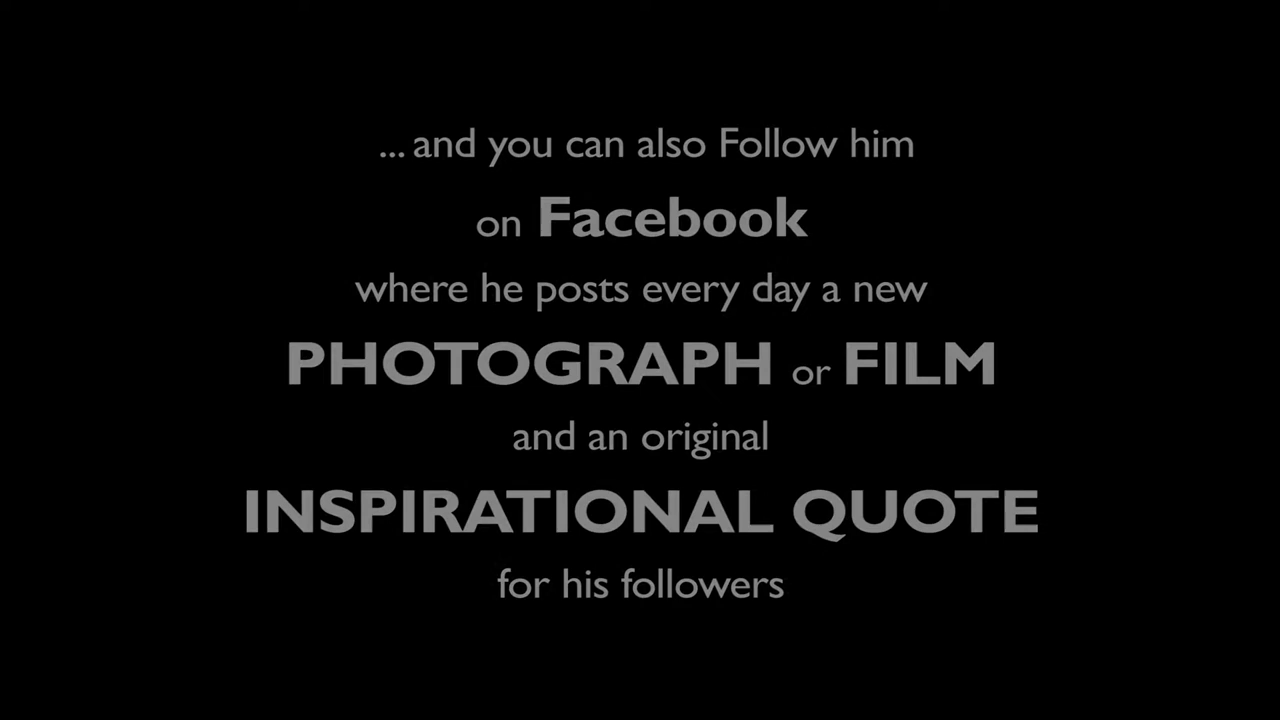 ... and you can also Follow him
on Facebook
where he posts every day a new
PHOTOGRAPH or FILM
and an original
INSPIRATIONAL QUOTE
for his followers